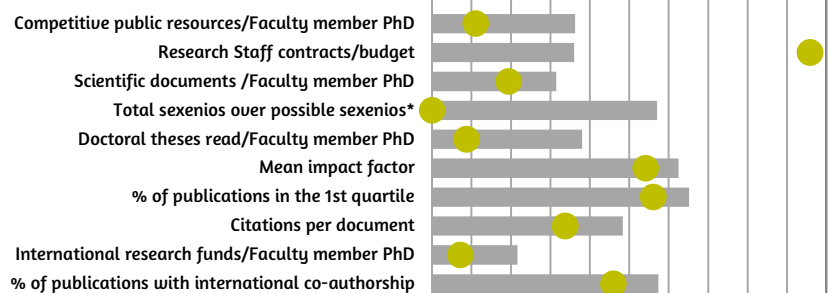 Competitive public resources/Faculty member PhD
Research Staff contracts/budget
Scientific documents /Faculty member PhD
Total sexenios over possible sexenios*
Doctoral theses read/Faculty member PhD
Mean impact factor
% of publications in the 1st quartile
Citations per document
International research funds/Faculty member PhD
% of publications with international co-authorship